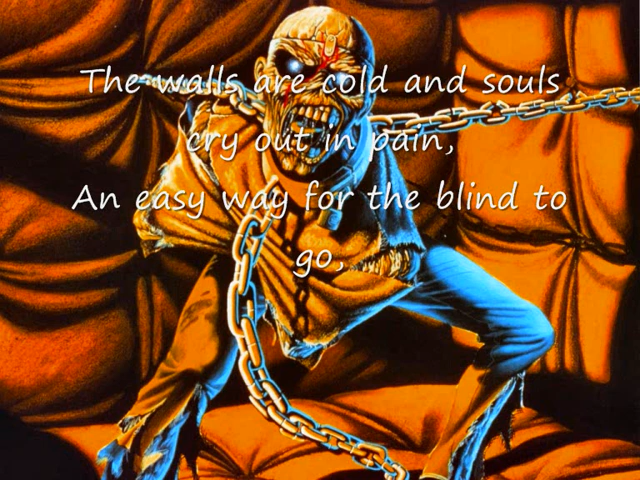 The walls are cold and souls
cry out in pain,
An easy way for the blind to
go,